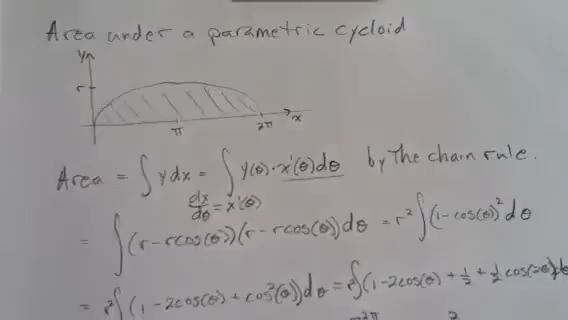 Area under a parametric cycloid
y
r
π 2π x
Area = ∫ y dx = ∫ y(θ)·x'(θ)dθ by the chain rule.
dx/dθ = x'(θ)
= ∫ (r-rcos(θ))(r-rcos(θ))dθ = r² ∫ (1-cos(θ))² dθ
= r² ∫ (1-2cos(θ) + cos²(θ))dθ = r² ∫ (1-2cos(θ) + 1/2 + 1/2 cos(2θ))dθ